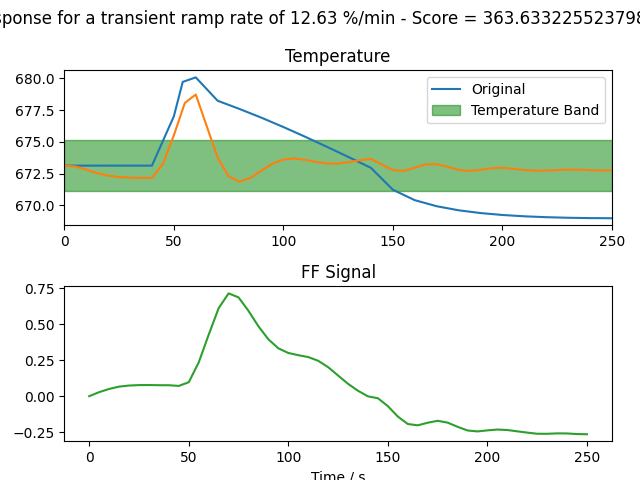 sponse for a transient ramp rate of 12.63 %/min - Score = 363.633225523798
Temperature
Original
Temperature Band
680.0
677.5
675.0
672.5
670.0
0 50 100 150 200 250
FF Signal
0.75
0.50
0.25
0.00
−0.25
0 50 100 150 200 250
Time / s